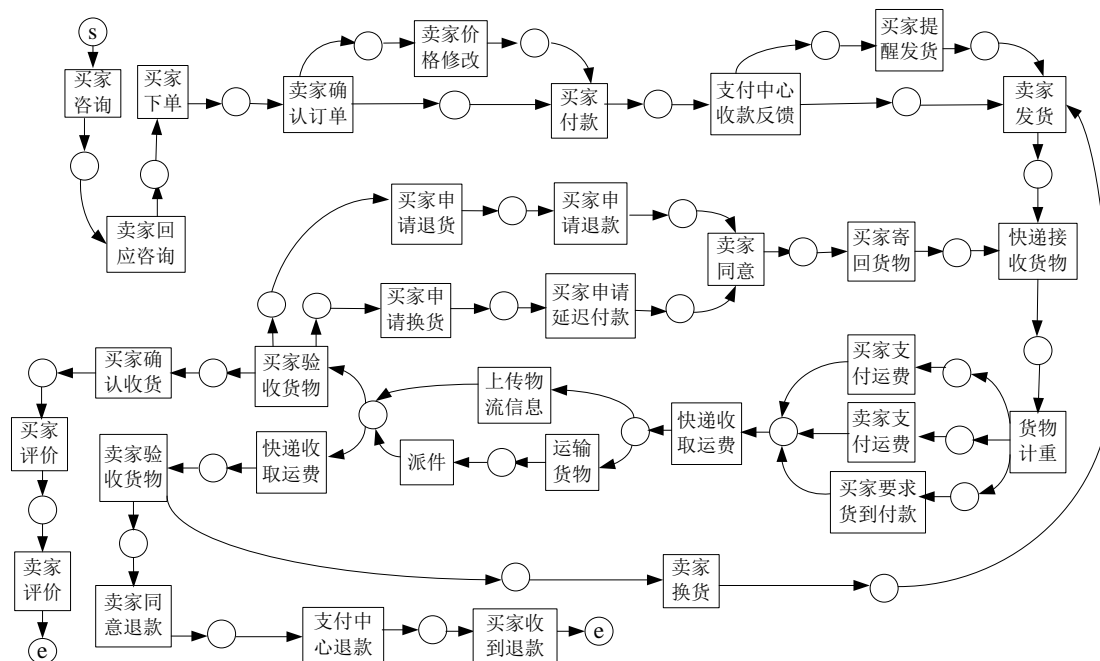 s
买家
咨询
卖家回
应咨询
买家
下单
卖家确
认订单
卖家价
格修改
买家
付款
支付中心
收款反馈
买家提
醒发货
卖家
发货
快递接
收货物
货物
计重
买家支
付运费
卖家支
付运费
买家要求
货到付款
快递收
取运费
上传物
流信息
运输
货物
派件
买家验
收货物
快递收
取运费
买家申
请退货
买家申
请退款
买家申
请换货
买家申请
延迟付款
卖家
同意
买家寄
回货物
买家确
认收货
买家
评价
卖家
评价
e
卖家验
收货物
卖家
换货
卖家同
意退款
支付中
心退款
买家收
到退款
e